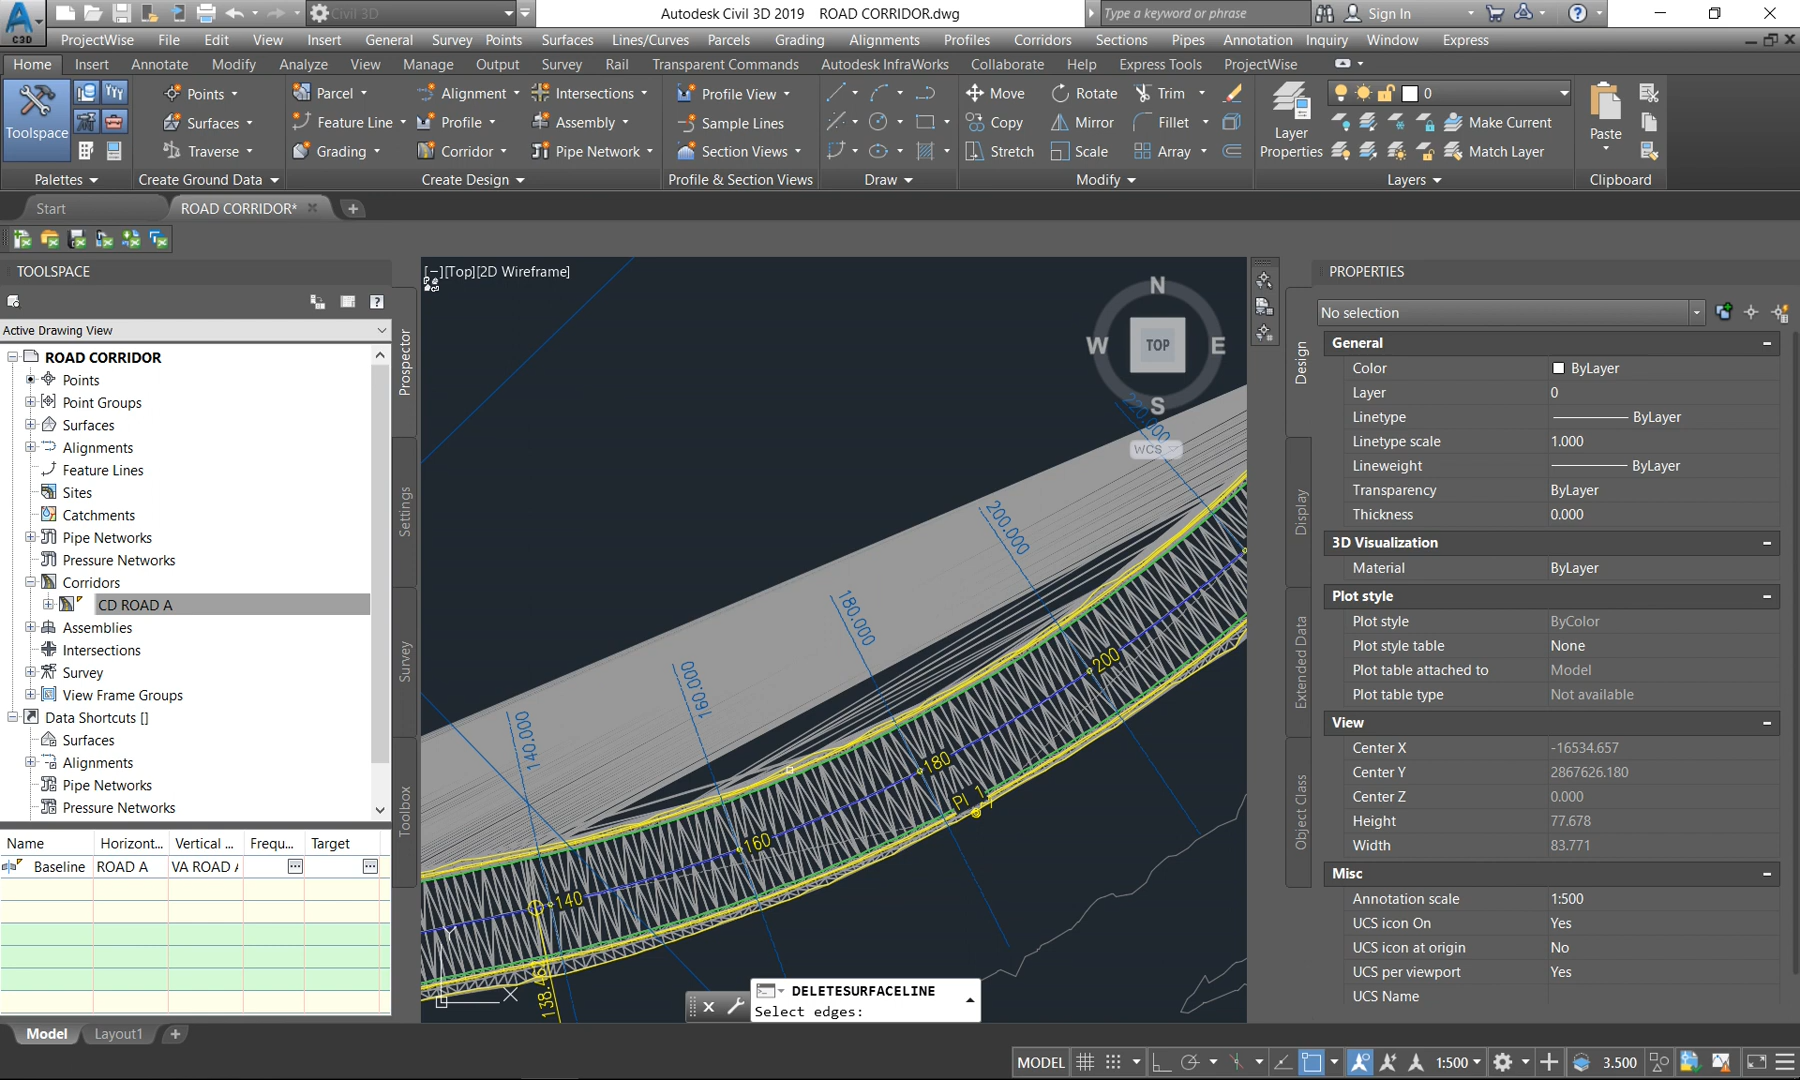 Civil 3D
Autodesk Civil 3D 2019 ROAD CORRIDOR.dwg
Type a keyword or phrase
Sign In
C3D
ProjectWise File Edit View Insert General Survey Points Surfaces Lines/Curves Parcels Grading Alignments Profiles Corridors Sections Pipes Annotation Inquiry Window Express
Home Insert Annotate Modify Analyze View Manage Output Survey Rail Transparent Commands Autodesk InfraWorks Collaborate Help Express Tools ProjectWise
Toolspace
Palettes
Points
Surfaces
Traverse
Create Ground Data
Parcel
Feature Line
Grading
Alignment
Profile
Corridor
Intersections
Assembly
Pipe Network
Create Design
Profile View
Sample Lines
Section Views
Profile & Section Views
Draw
Move
Copy
Stretch
Rotate
Mirror
Scale
Trim
Fillet
Array
Modify
Layer
Properties
0
Make Current
Match Layer
Layers
Paste
Clipboard
Start
ROAD CORRIDOR*
TOOLSPACE
Active Drawing View
ROAD CORRIDOR
Points
Point Groups
Surfaces
Alignments
Feature Lines
Sites
Catchments
Pipe Networks
Pressure Networks
Corridors
CD ROAD A
Assemblies
Intersections
Survey
View Frame Groups
Data Shortcuts []
Surfaces
Alignments
Pipe Networks
Pressure Networks
Name Horizont... Vertical ... Frequ... Target
Baseline ROAD A VA ROAD
Prospector
Settings
Survey
Toolbox
[−][Top][2D Wireframe]
N
W
TOP
E
S
WCS
220.000
200.000
180.000
160.000
140.000
200
180
PI_1
160
140
138.46
Y
X
DELETESURFACELINE
Select edges:
Design
Display
Extended Data
Object Class
PROPERTIES
No selection
General
Color ByLayer
Layer 0
Linetype ByLayer
Linetype scale 1.000
Lineweight ByLayer
Transparency ByLayer
Thickness 0.000
3D Visualization
Material ByLayer
Plot style
Plot style ByColor
Plot style table None
Plot table attached to Model
Plot table type Not available
View
Center X -16534.657
Center Y 2867626.180
Center Z 0.000
Height 77.678
Width 83.771
Misc
Annotation scale 1:500
UCS icon On Yes
UCS icon at origin No
UCS per viewport Yes
UCS Name
Model Layout1
MODEL 1:500 3.500